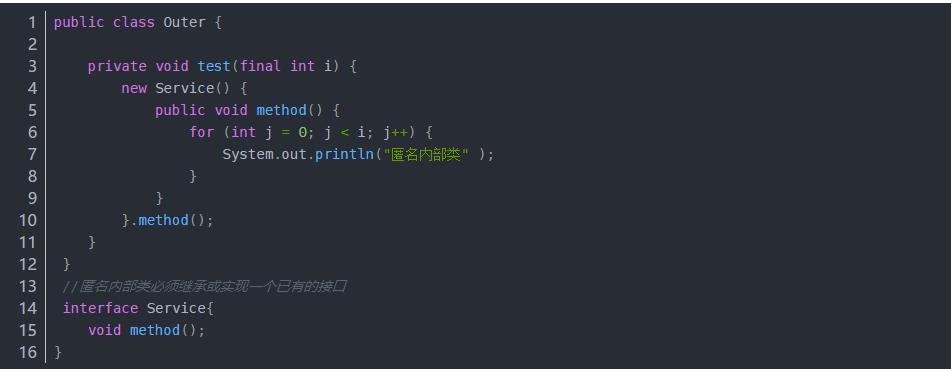 1 public class Outer {
2
3     private void test(final int i) {
4         new Service() {
5             public void method() {
6                 for (int j = 0; j < i; j++) {
7                     System.out.println("匿名内部类" );
8                 }
9             }
10         }.method();
11     }
12  }
13  //匿名内部类必须继承或实现一个已有的接口
14  interface Service{
15     void method();
16 }